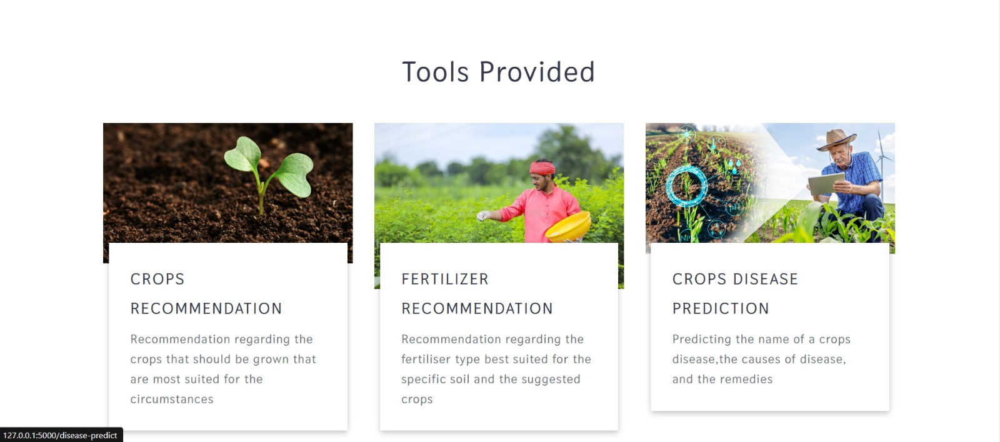 Tools Provided
CROPS
RECOMMENDATION
Recommendation regarding the
crops that should be grown that
are most suited for the
circumstances
FERTILIZER
RECOMMENDATION
Recommendation regarding the
fertiliser type best suited for the
specific soil and the suggested
crops
pH
NP
CROPS DISEASE
PREDICTION
Predicting the name of a crops
disease,the causes of disease,
and the remedies
127.0.0.1:5000/disease-predict